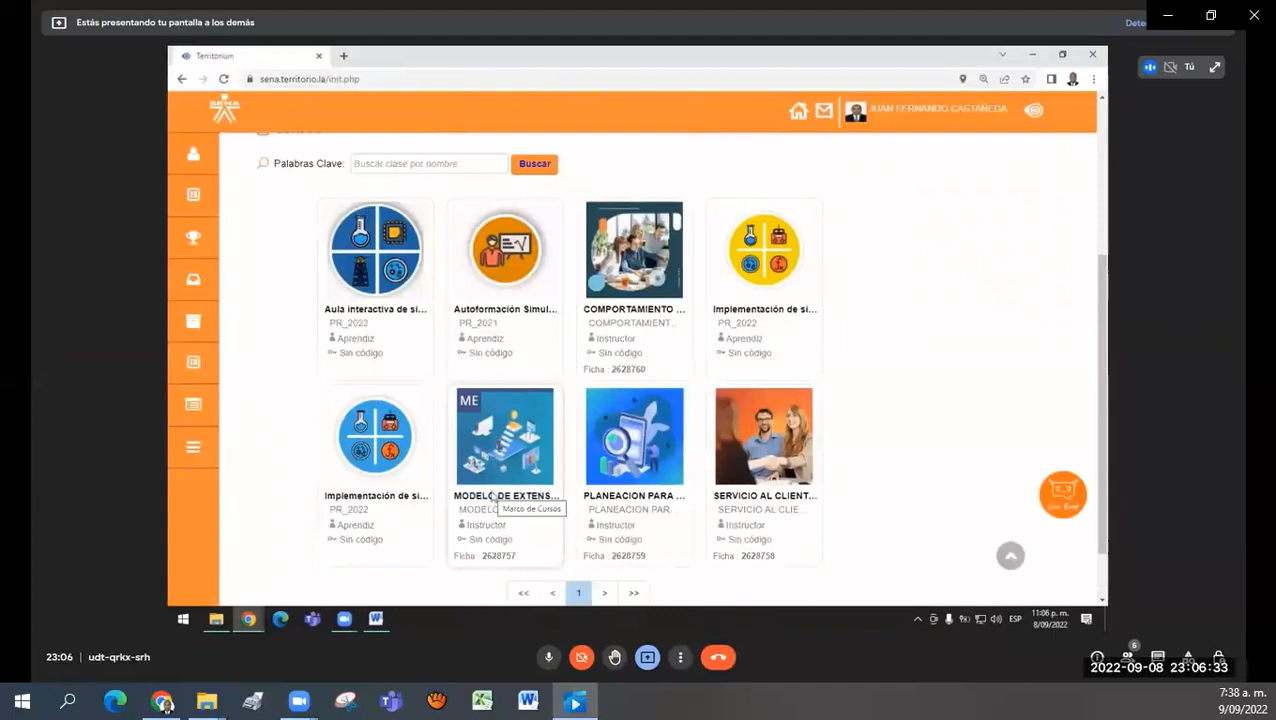 Estás presentando tu pantalla a los demás
Territorium
sena.territorio.la/init.php
Tú
SENA
JUAN FERNANDO CASTAÑEDA
Palabras Clave:
Buscar clase por nombre
Buscar
Aula interactiva de si...
PR_2022
Aprendiz
Sin código
Autoformación Simul...
PR_2021
Aprendiz
Sin código
COMPORTAMIENTO ...
COMPORTAMIENT...
Instructor
Sin código
Ficha : 2628760
Implementación de si...
PR_2022
Aprendiz
Sin código
Implementación de si...
PR_2022
Aprendiz
Sin código
ME
MODELO DE EXTENS...
Marco de Cursos
Instructor
Sin código
Ficha : 2628757
PLANEACION PARA ...
PLANEACION PAR...
Instructor
Sin código
Ficha : 2628759
SERVICIO AL CLIENT...
SERVICIO AL CLIE...
Instructor
Sin código
Ficha : 2628758
<< < 1 > >>
ESP
11:06 p. m.
8/09/2022
23:06
udt-qrkx-srh
6
2022-09-08 23:06:33
7:38 a. m.
9/09/2022